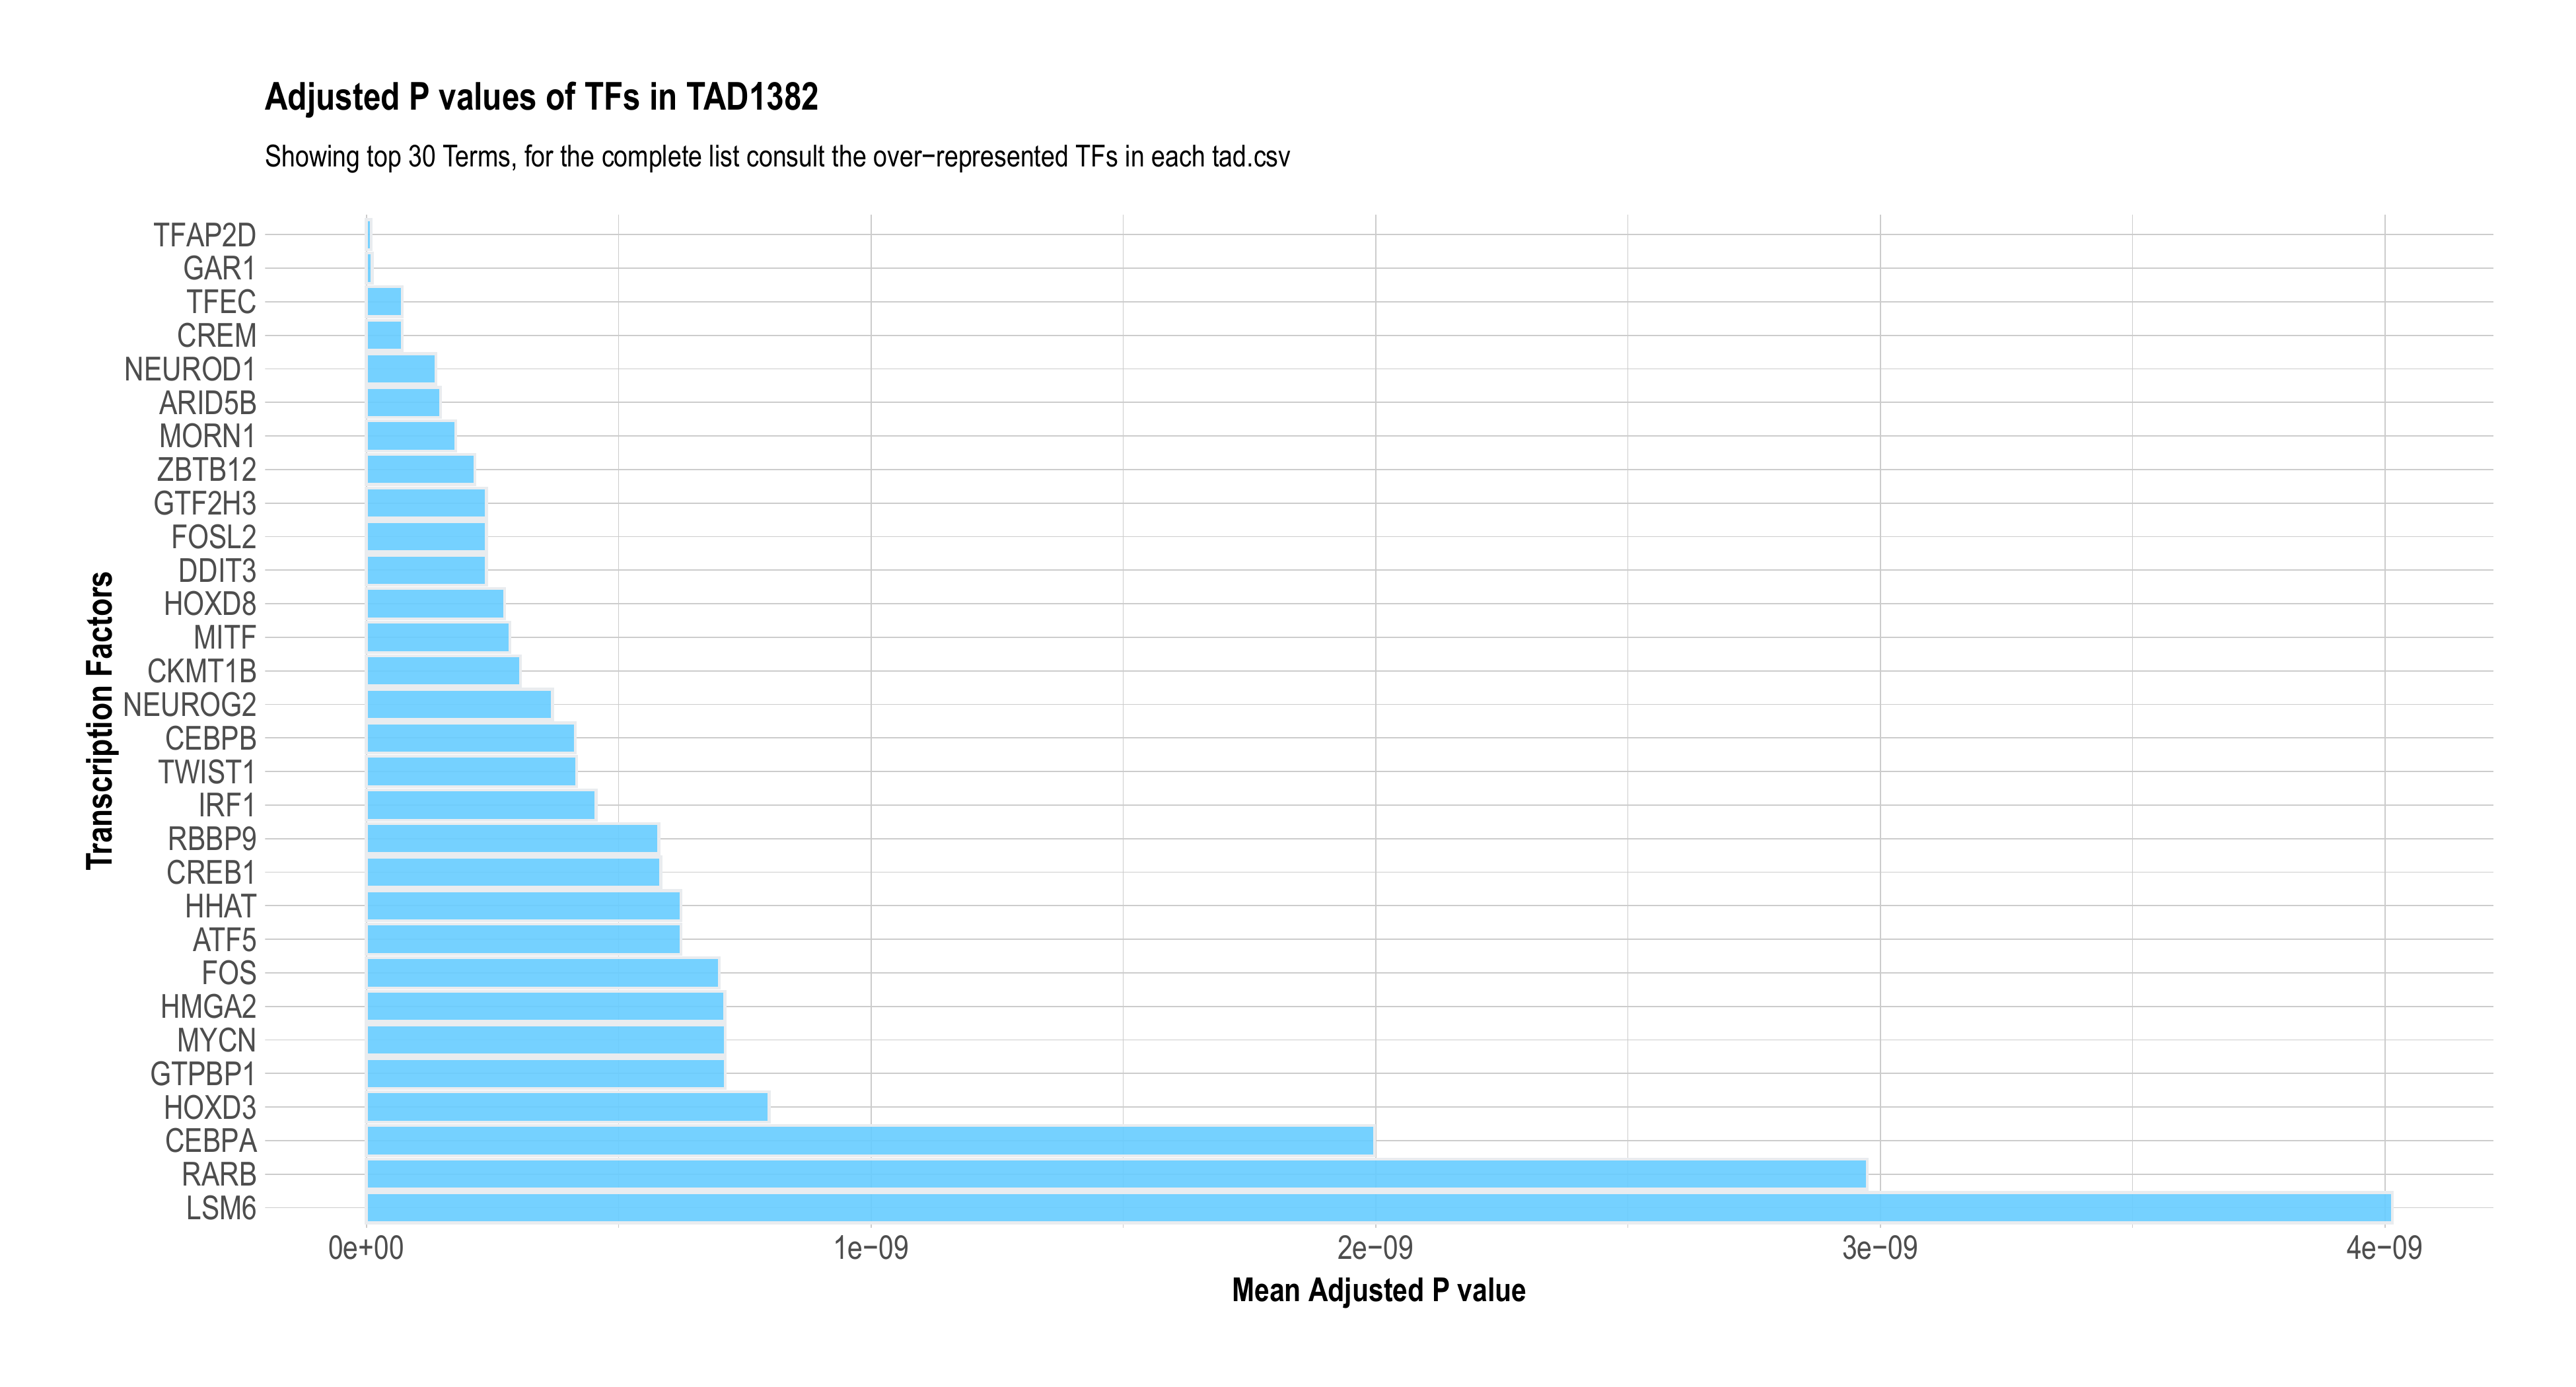 Adjusted P values of TFs in TAD1382
Showing top 30 Terms, for the complete list consult the over−represented TFs in each tad.csv
Transcription Factors
TFAP2D
GAR1
TFEC
CREM
NEUROD1
ARID5B
MORN1
ZBTB12
GTF2H3
FOSL2
DDIT3
HOXD8
MITF
CKMT1B
NEUROG2
CEBPB
TWIST1
IRF1
RBBP9
CREB1
HHAT
ATF5
FOS
HMGA2
MYCN
GTPBP1
HOXD3
CEBPA
RARB
LSM6
0e+00 1e−09 2e−09 3e−09 4e−09
Mean Adjusted P value